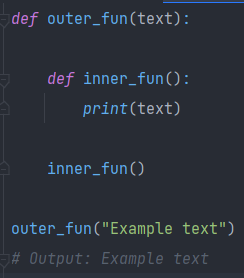 def outer_fun(text):
    def inner_fun():
        print(text)
    inner_fun()
outer_fun("Example text")
# Output: Example text